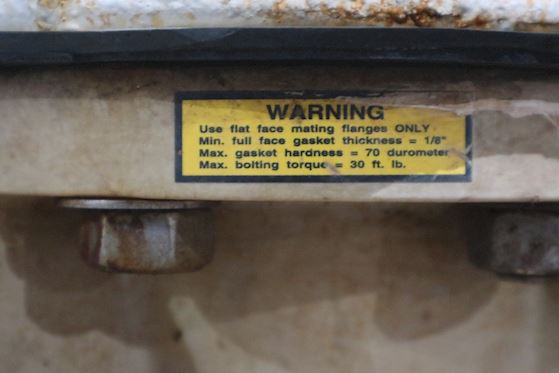 WARNING
Use flat face mating flanges ONLY
Min. full face gasket thickness = 1/8"
Max. gasket hardness = 70 durometer
Max. bolting torque = 30 ft. lb.